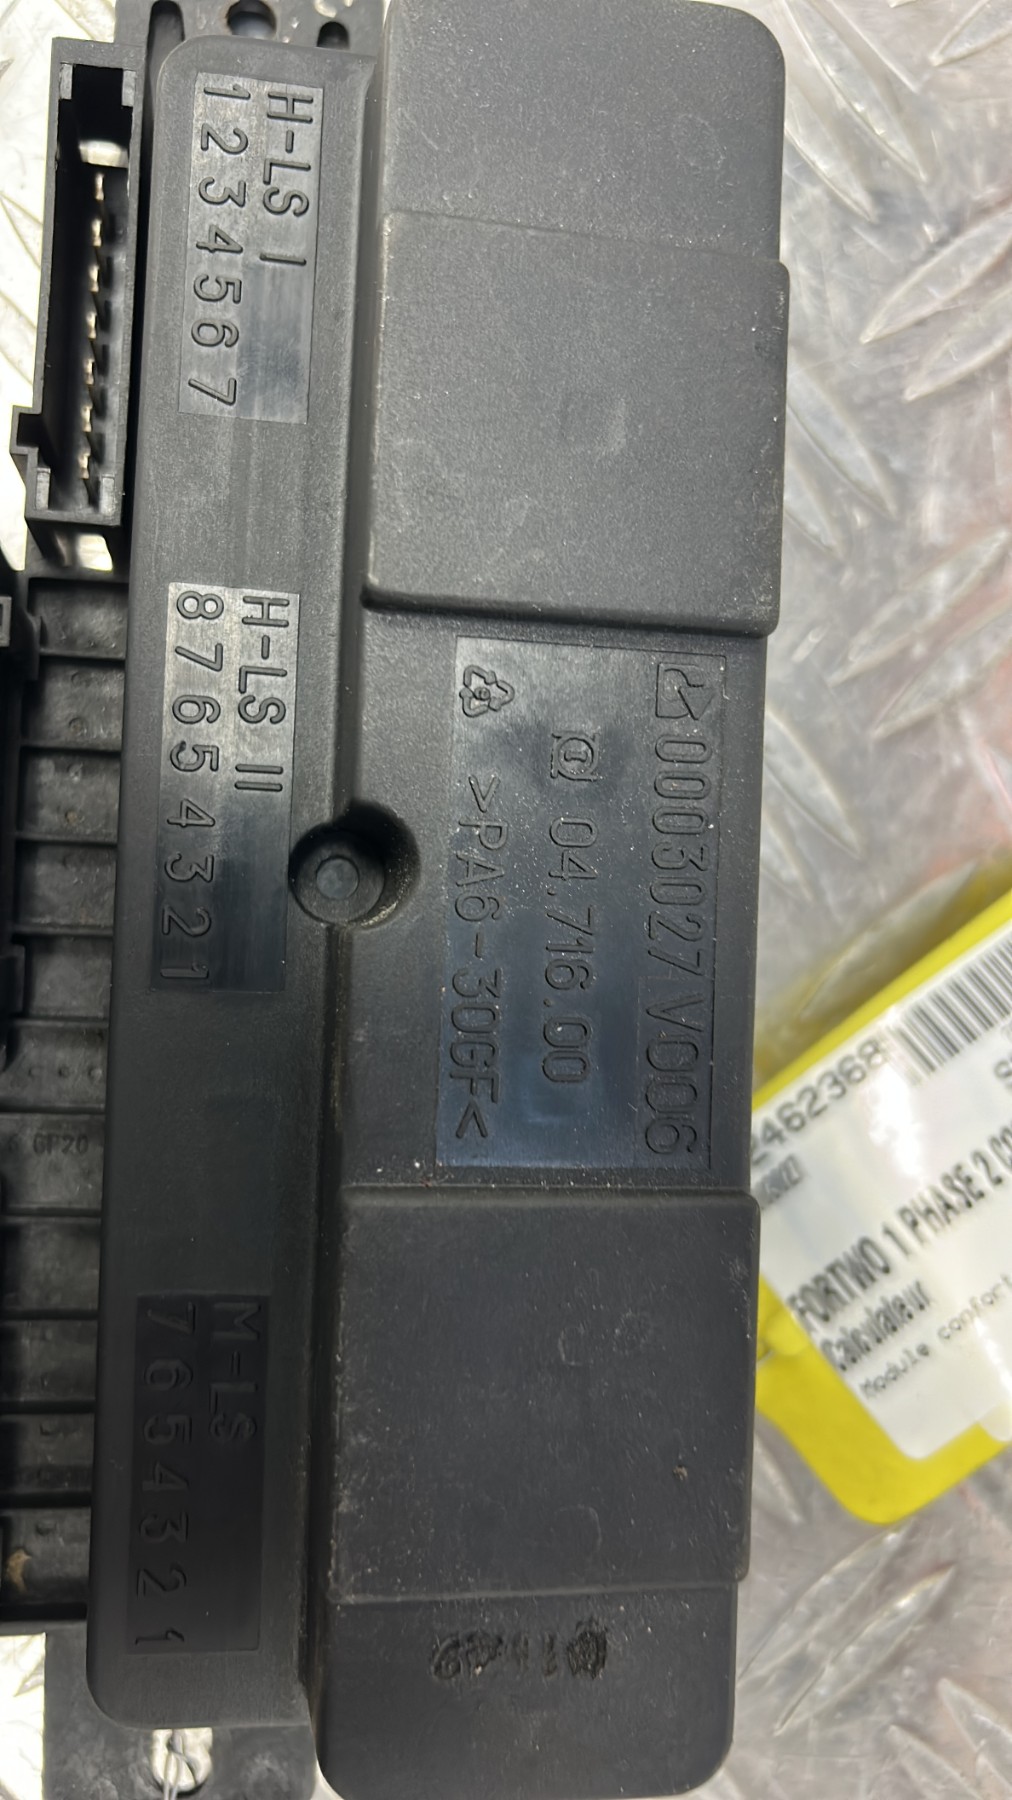 H-LS I
1 2 3 4 5 6 7
H-LS II
8 7 6 5 4 3 2 1
M-LS
7 6 5 4 3 2 1
0003027V006
04.716.00
>PA6-30GF<
GF20
2462368
FORTWO 1 PHASE 2
Calculateur
Module confort